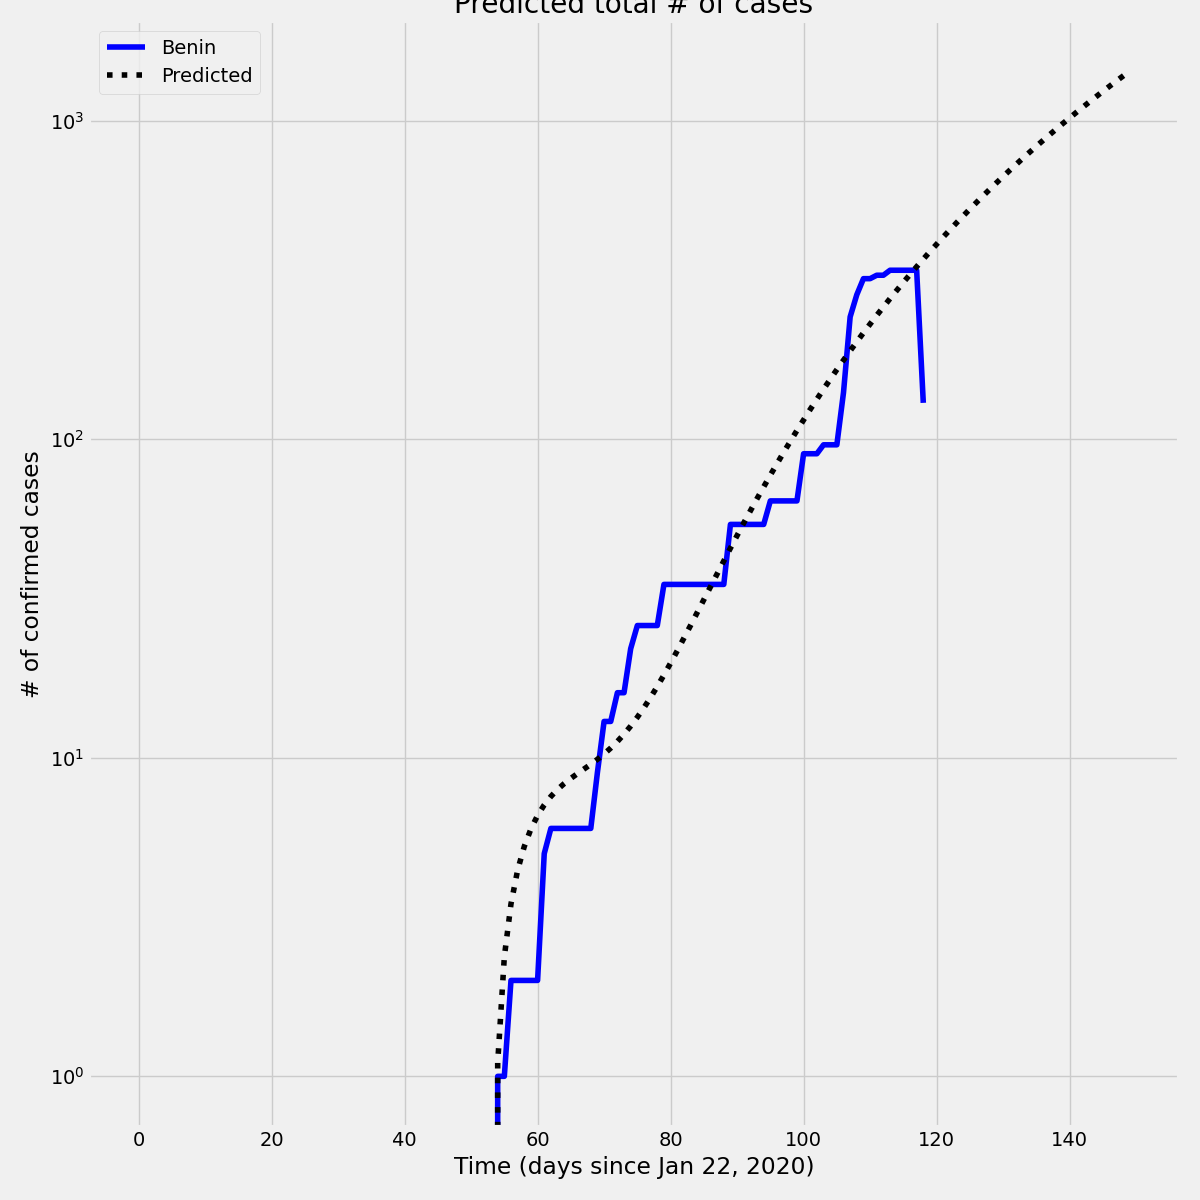 Predicted total # of cases
Benin
Predicted
10³
10²
10¹
10⁰
# of confirmed cases
0 20 40 60 80 100 120 140
Time (days since Jan 22, 2020)